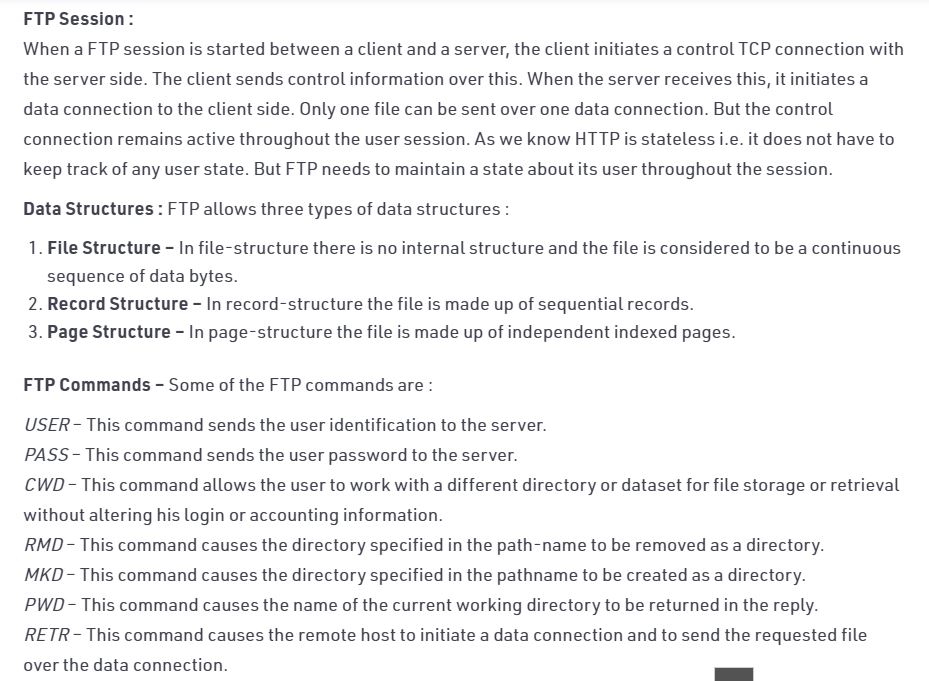 FTP Session :
When a FTP session is started between a client and a server, the client initiates a control TCP connection with
the server side. The client sends control information over this. When the server receives this, it initiates a
data connection to the client side. Only one file can be sent over one data connection. But the control
connection remains active throughout the user session. As we know HTTP is stateless i.e. it does not have to
keep track of any user state. But FTP needs to maintain a state about its user throughout the session.
Data Structures : FTP allows three types of data structures :
1. File Structure – In file-structure there is no internal structure and the file is considered to be a continuous
sequence of data bytes.
2. Record Structure – In record-structure the file is made up of sequential records.
3. Page Structure – In page-structure the file is made up of independent indexed pages.
FTP Commands – Some of the FTP commands are :
USER – This command sends the user identification to the server.
PASS – This command sends the user password to the server.
CWD – This command allows the user to work with a different directory or dataset for file storage or retrieval
without altering his login or accounting information.
RMD – This command causes the directory specified in the path-name to be removed as a directory.
MKD – This command causes the directory specified in the pathname to be created as a directory.
PWD – This command causes the name of the current working directory to be returned in the reply.
RETR – This command causes the remote host to initiate a data connection and to send the requested file
over the data connection.